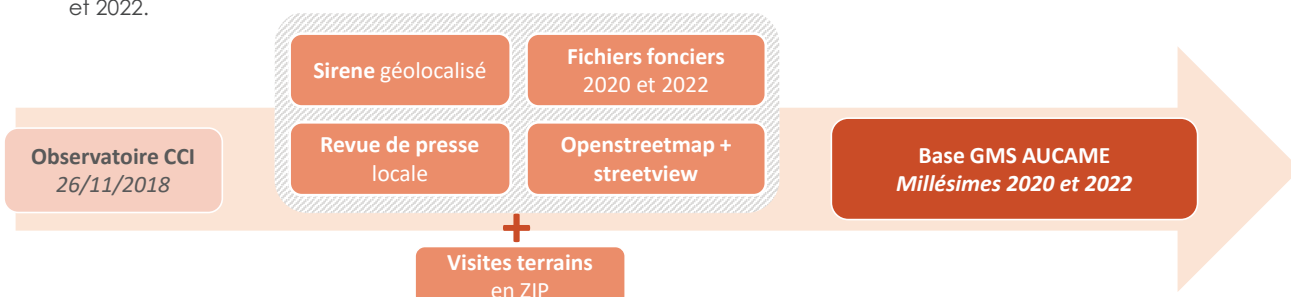 et 2022.
Sirene géolocalisé
Fichiers fonciers
2020 et 2022
Observatoire CCI
26/11/2018
Revue de presse
locale
Openstreetmap +
streetview
Base GMS AUCAME
Millésimes 2020 et 2022
+
Visites terrains
en ZIP